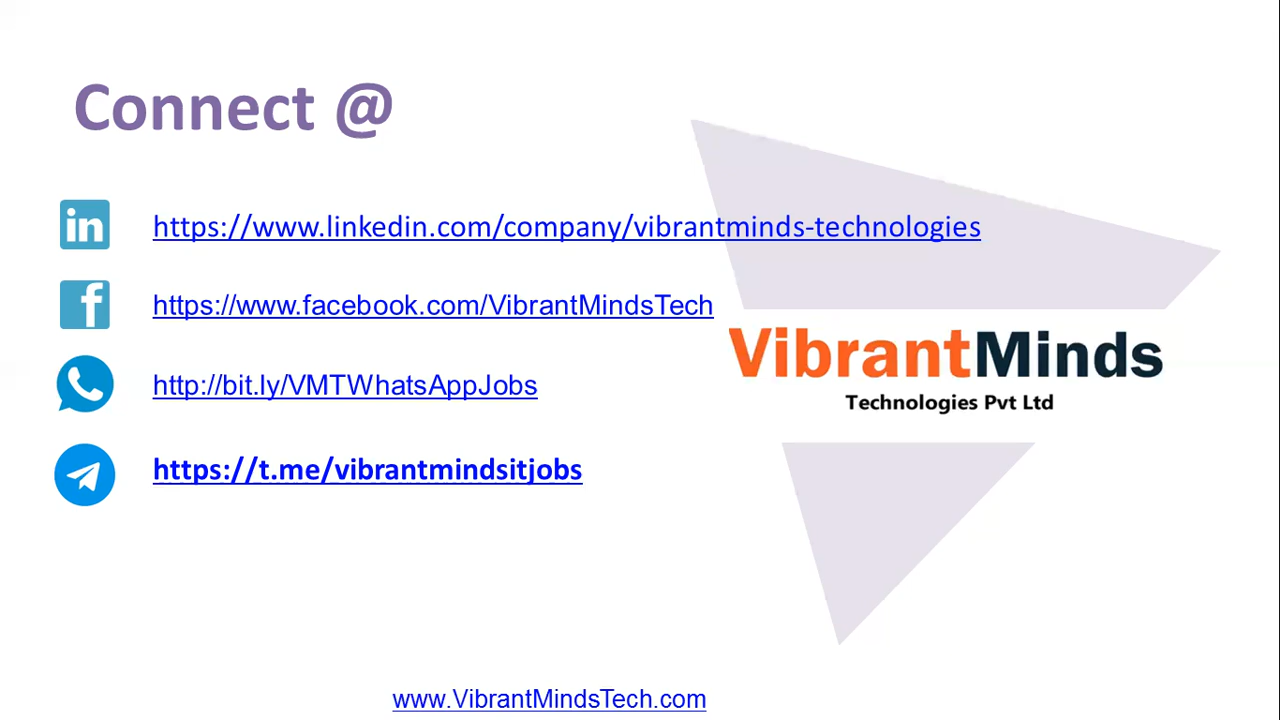 Connect @
https://www.linkedin.com/company/vibrantminds-technologies
https://www.facebook.com/VibrantMindsTech
http://bit.ly/VMTWhatsAppJobs
https://t.me/vibrantmindsitjobs
VibrantMinds
Technologies Pvt Ltd
www.VibrantMindsTech.com